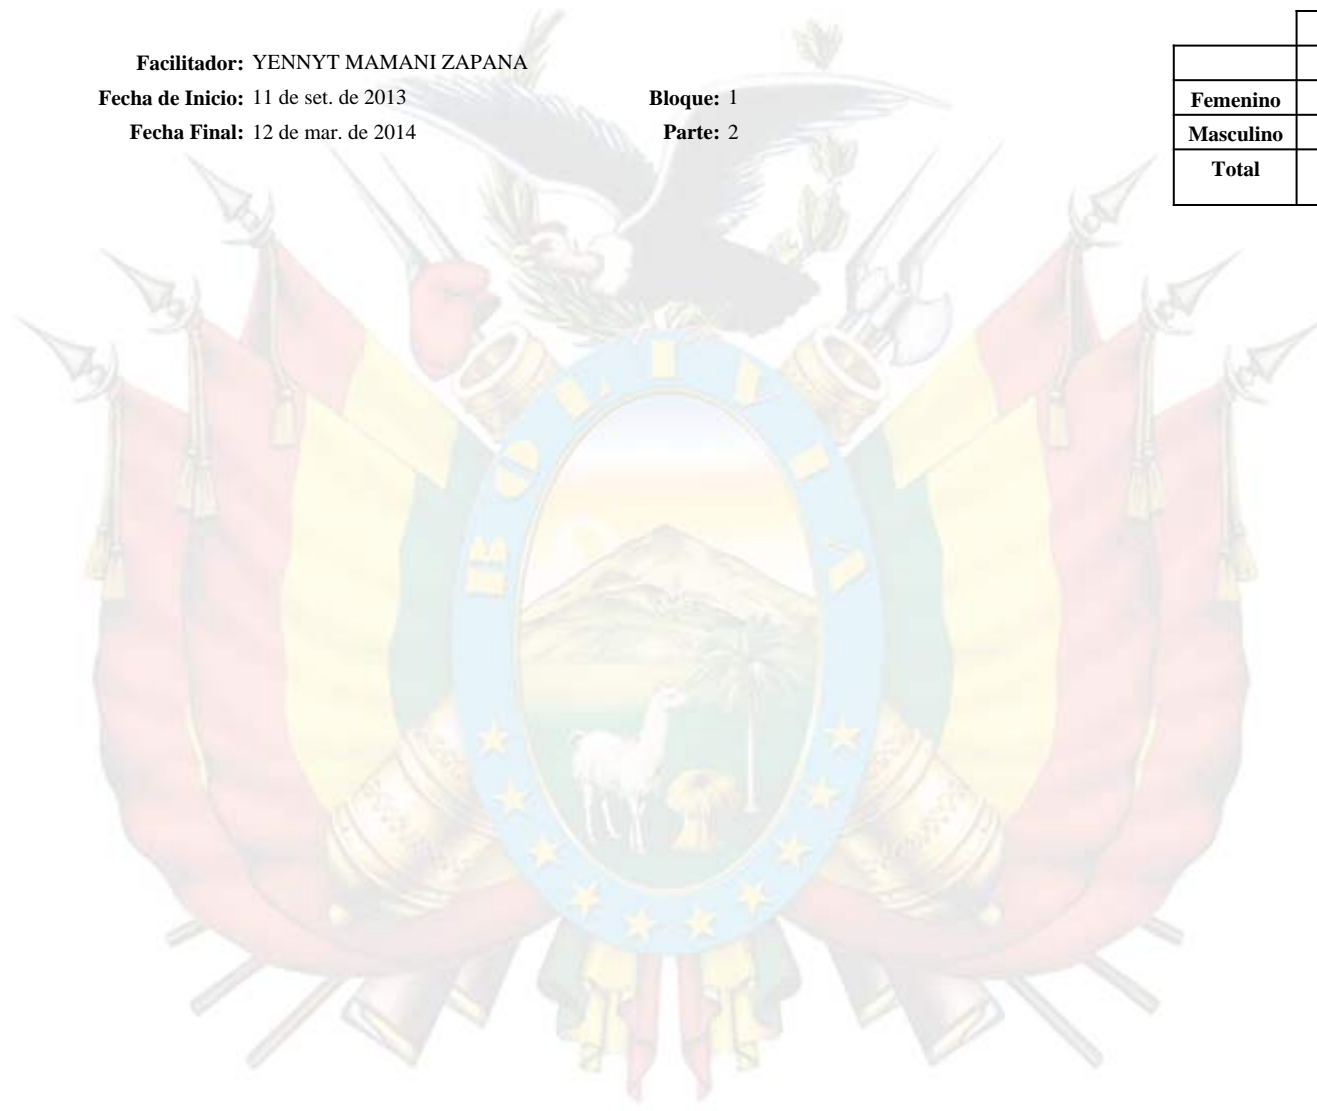 Facilitador: YENNYT MAMANI ZAPANA
Fecha de Inicio: 11 de set. de 2013 Bloque: 1
Fecha Final: 12 de mar. de 2014 Parte: 2
Femenino
Masculino
Total
BOLIVIA